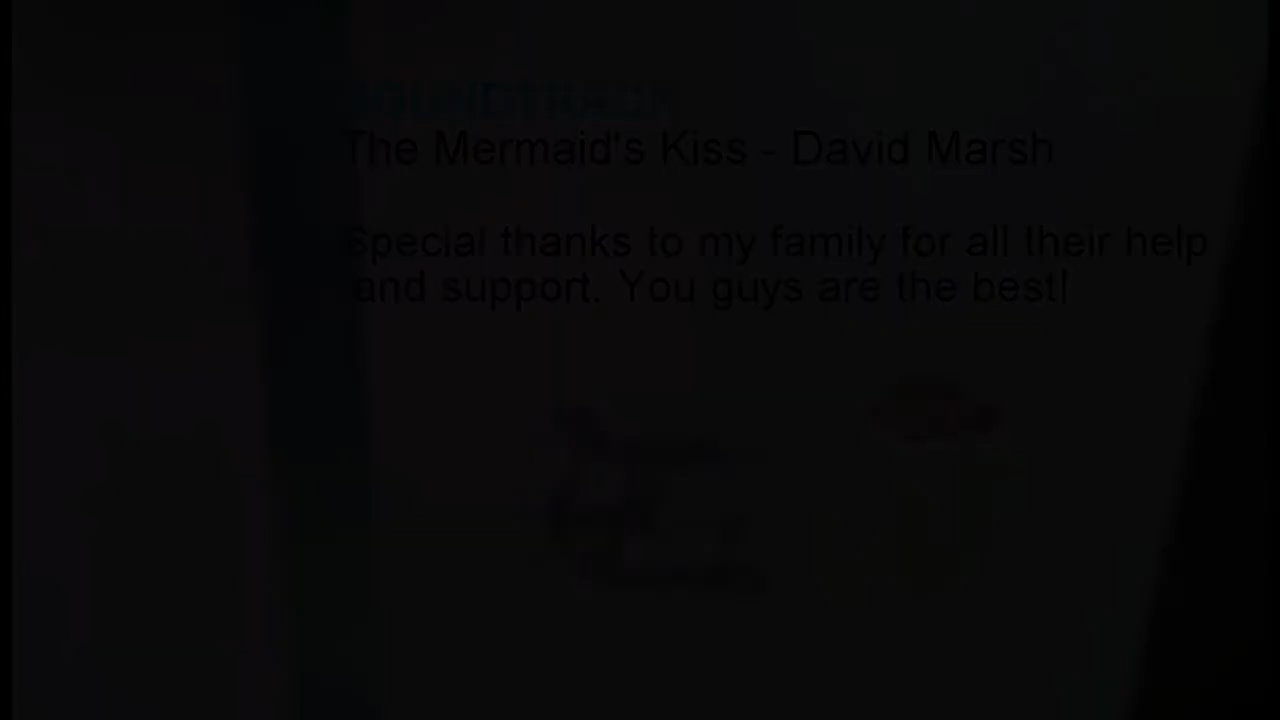 SOUNDTRACK
The Mermaid's Kiss - David Marsh
Special thanks to my family for all their help
and support. You guys are the best!